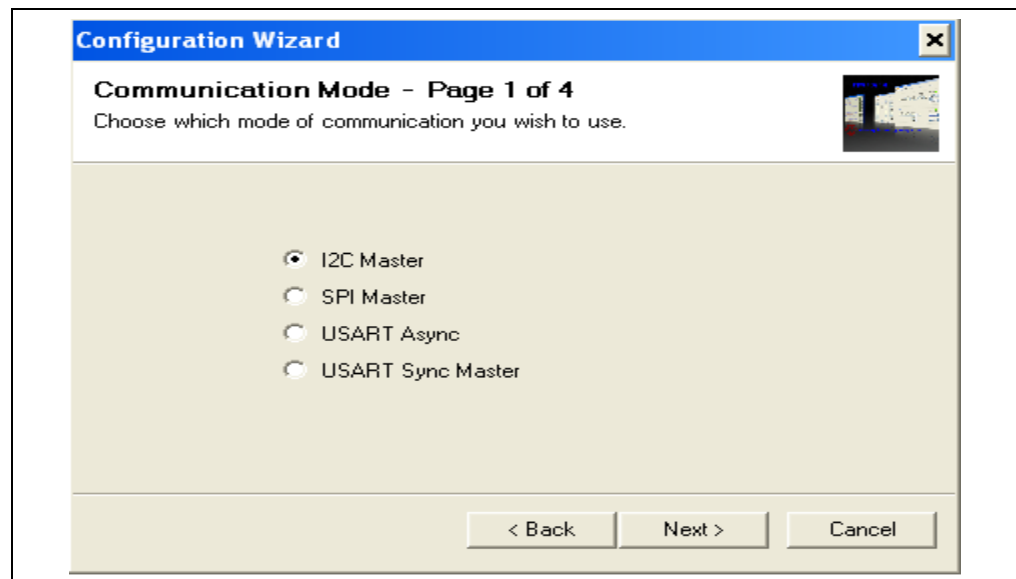 Configuration Wizard
Communication Mode - Page 1 of 4
Choose which mode of communication you wish to use.
I2C Master
SPI Master
USART Async
USART Sync Master
< Back Next > Cancel